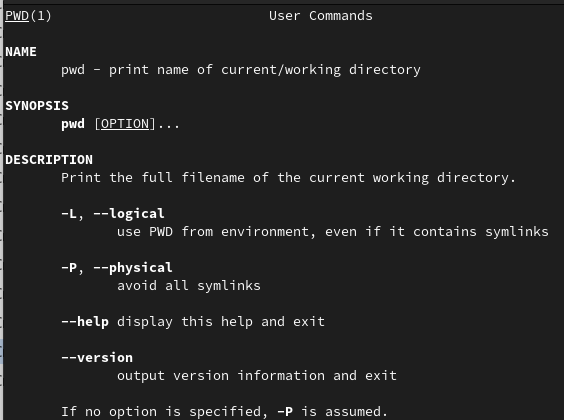 PWD(1) User Commands
NAME
pwd - print name of current/working directory
SYNOPSIS
pwd [OPTION]...
DESCRIPTION
Print the full filename of the current working directory.
-L, --logical
use PWD from environment, even if it contains symlinks
-P, --physical
avoid all symlinks
--help display this help and exit
--version
output version information and exit
If no option is specified, -P is assumed.